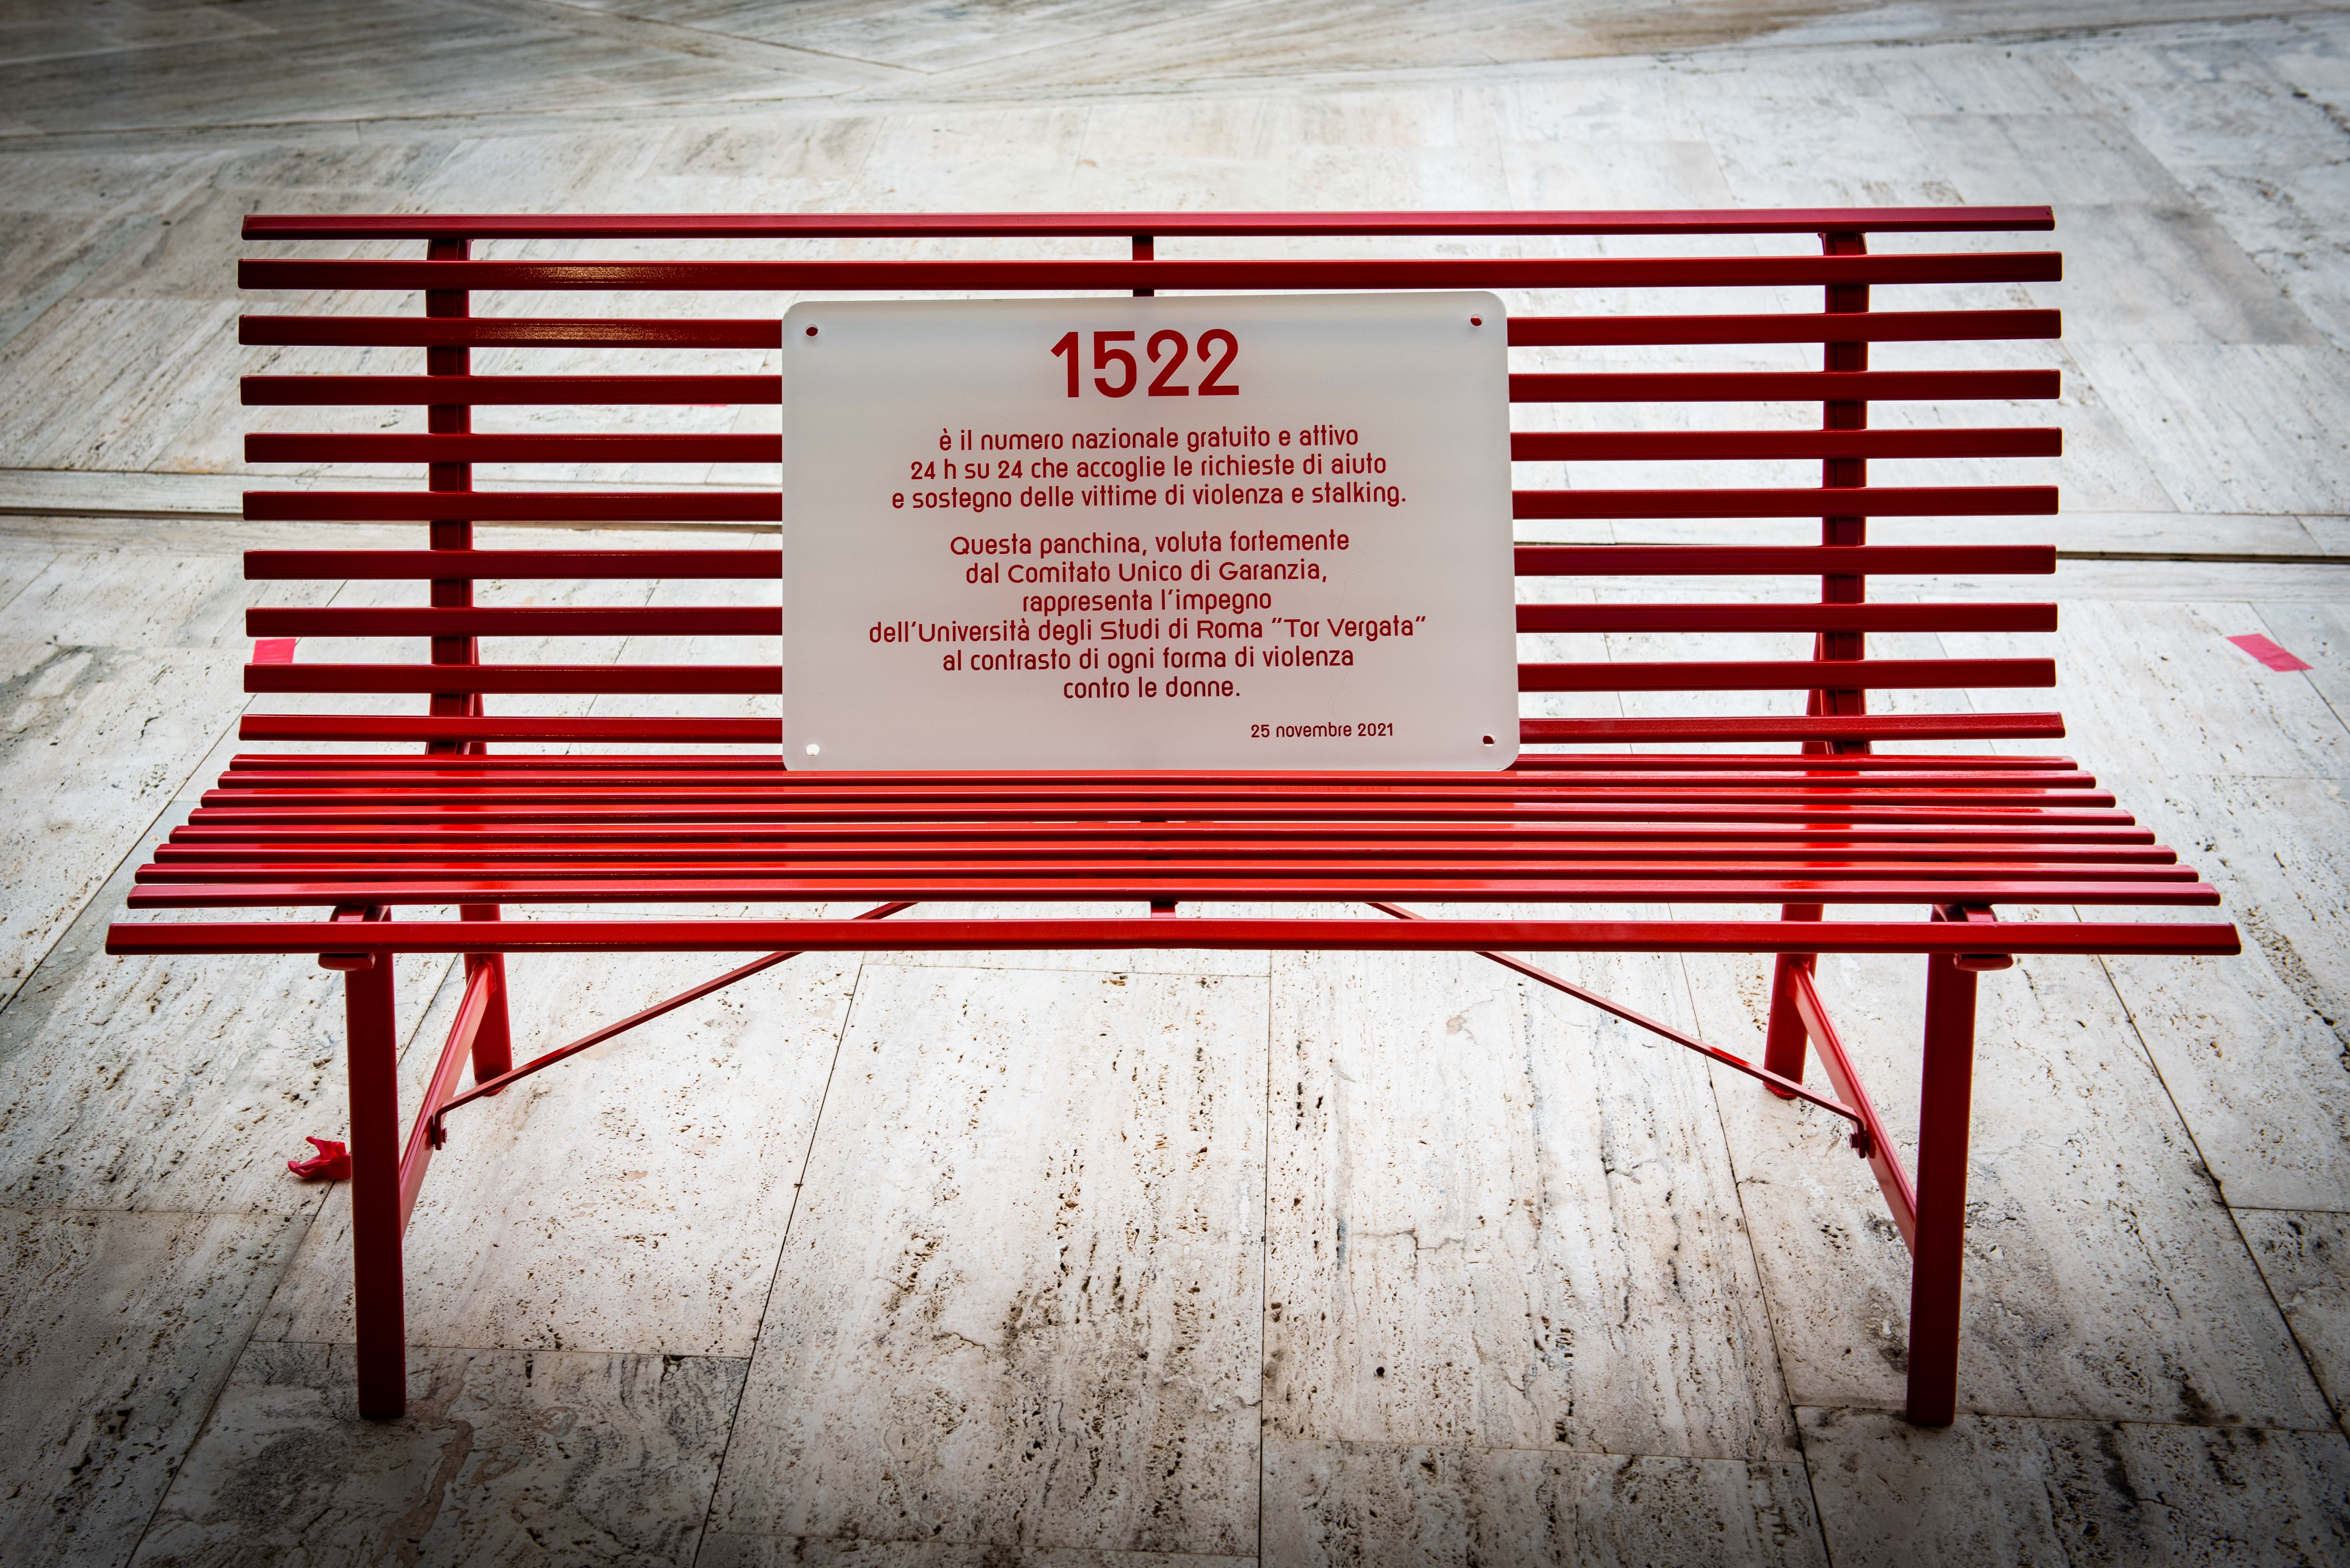 1522
è il numero nazionale gratuito e attivo
24 h su 24 che accoglie le richieste di aiuto
e sostegno delle vittime di violenza e stalking.
Questa panchina, voluta fortemente
dal Comitato Unico di Garanzia,
rappresenta l'impegno
dell'Università degli Studi di Roma "Tor Vergata"
al contrasto di ogni forma di violenza
contro le donne.
25 novembre 2021